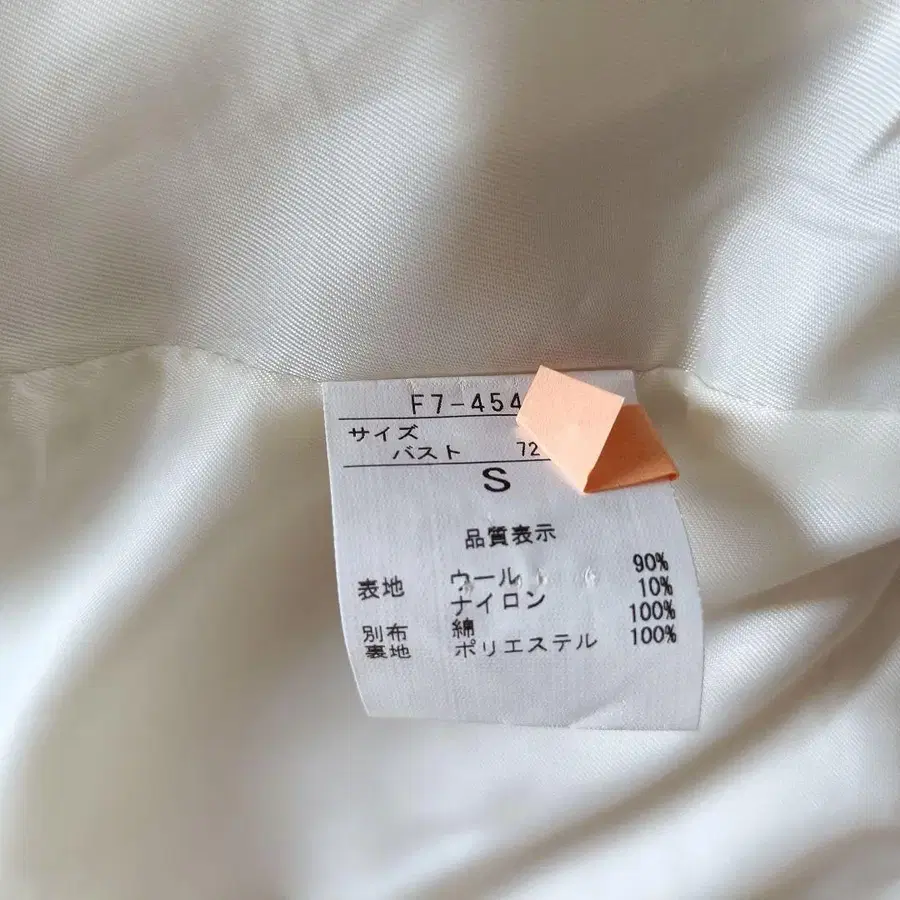 F7-454
サイズ
バスト 72
S
品質表示
表地 ウール 90%
ナイロン 10%
別布 綿 100%
裏地 ポリエステル 100%